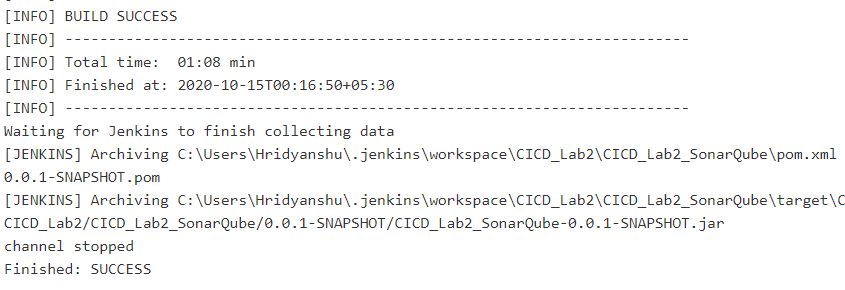 [INFO] BUILD SUCCESS
[INFO] ------------------------------------------------------------------------
[INFO] Total time:  01:08 min
[INFO] Finished at: 2020-10-15T00:16:50+05:30
[INFO] ------------------------------------------------------------------------
Waiting for Jenkins to finish collecting data
[JENKINS] Archiving C:\Users\Hridyanshu\.jenkins\workspace\CICD_Lab2\CICD_Lab2_SonarQube\pom.xml
0.0.1-SNAPSHOT.pom
[JENKINS] Archiving C:\Users\Hridyanshu\.jenkins\workspace\CICD_Lab2\CICD_Lab2_SonarQube\target\C
CICD_Lab2/CICD_Lab2_SonarQube/0.0.1-SNAPSHOT/CICD_Lab2_SonarQube-0.0.1-SNAPSHOT.jar
channel stopped
Finished: SUCCESS